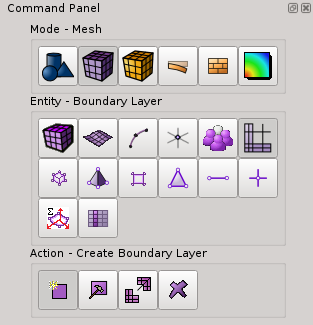 Command Panel
Mode - Mesh
Entity - Boundary Layer
Σ
Action - Create Boundary Layer